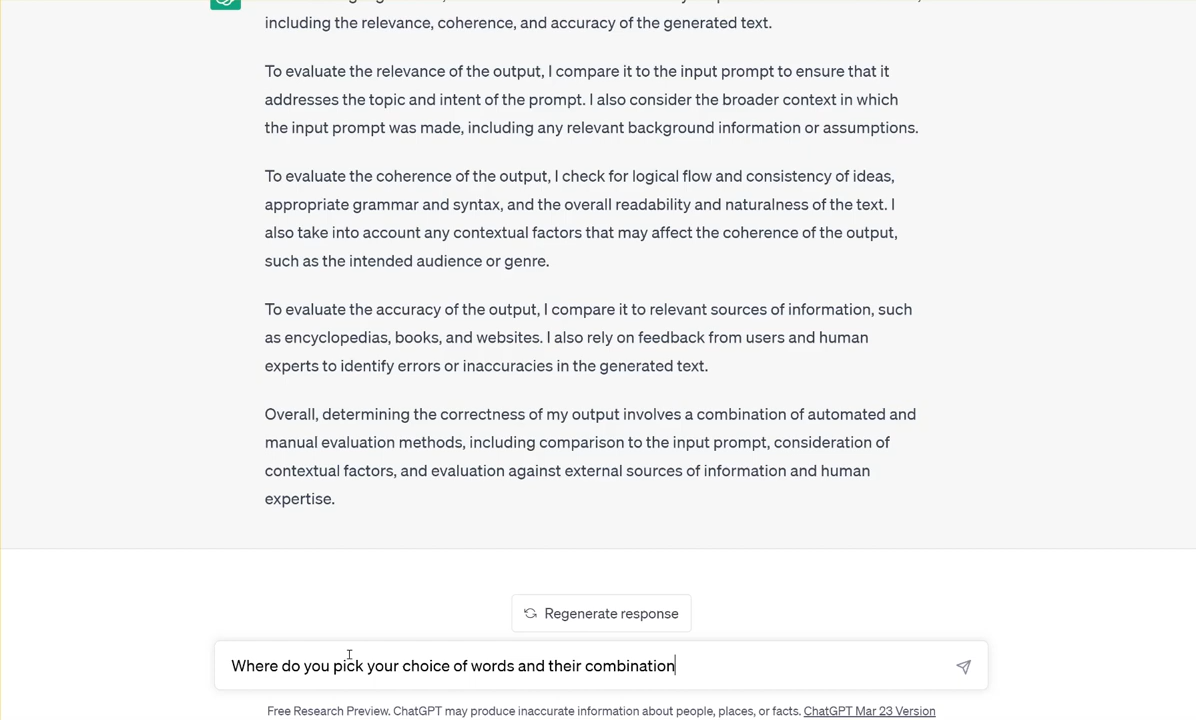 including the relevance, coherence, and accuracy of the generated text.
To evaluate the relevance of the output, I compare it to the input prompt to ensure that it
addresses the topic and intent of the prompt. I also consider the broader context in which
the input prompt was made, including any relevant background information or assumptions.
To evaluate the coherence of the output, I check for logical flow and consistency of ideas,
appropriate grammar and syntax, and the overall readability and naturalness of the text. I
also take into account any contextual factors that may affect the coherence of the output,
such as the intended audience or genre.
To evaluate the accuracy of the output, I compare it to relevant sources of information, such
as encyclopedias, books, and websites. I also rely on feedback from users and human
experts to identify errors or inaccuracies in the generated text.
Overall, determining the correctness of my output involves a combination of automated and
manual evaluation methods, including comparison to the input prompt, consideration of
contextual factors, and evaluation against external sources of information and human
expertise.
Regenerate response
Where do you pick your choice of words and their combination
Free Research Preview. ChatGPT may produce inaccurate information about people, places, or facts. ChatGPT Mar 23 Version